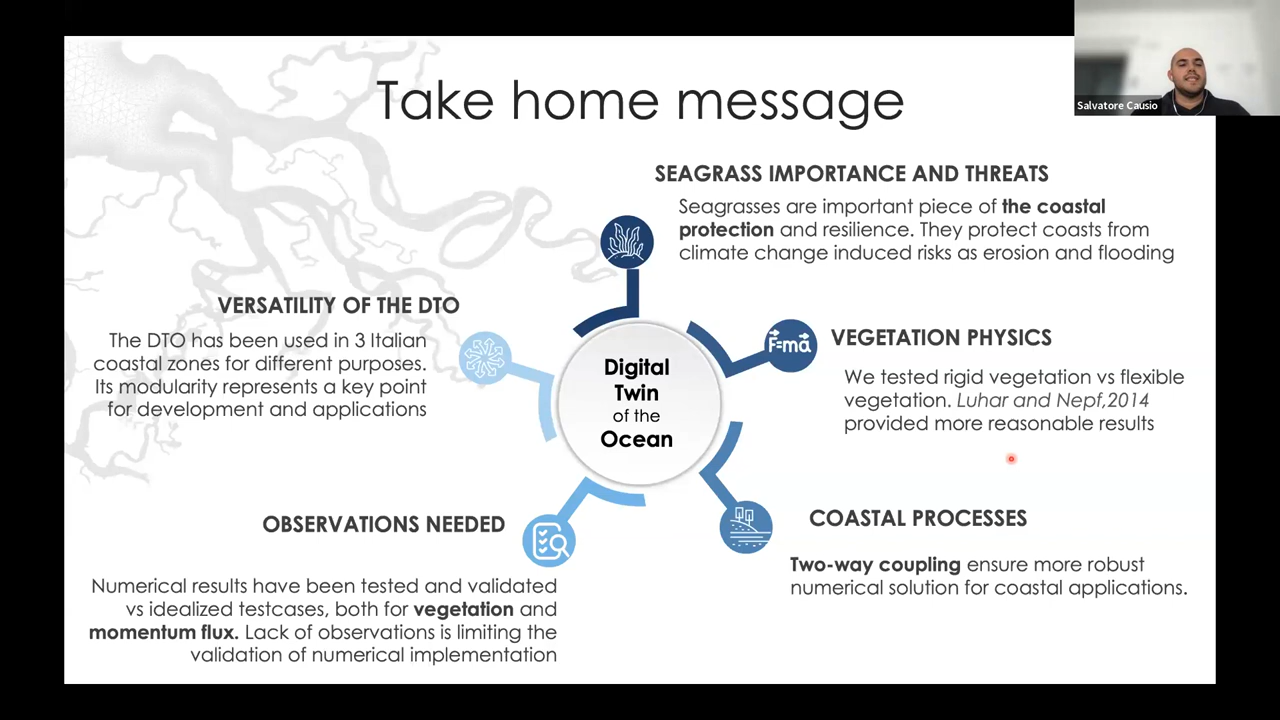 Take home message
Salvatore Causio
SEAGRASS IMPORTANCE AND THREATS
Seagrasses are important piece of the coastal
protection and resilience. They protect coasts from
climate change induced risks as erosion and flooding
VERSATILITY OF THE DTO
The DTO has been used in 3 Italian
coastal zones for different purposes.
Its modularity represents a key point
for development and applications
F=ma
VEGETATION PHYSICS
We tested rigid vegetation vs flexible
vegetation. Luhar and Nepf,2014
provided more reasonable results
Digital
Twin
of the
Ocean
OBSERVATIONS NEEDED
Numerical results have been tested and validated
vs idealized testcases, both for vegetation and
momentum flux. Lack of observations is limiting the
validation of numerical implementation
COASTAL PROCESSES
Two-way coupling ensure more robust
numerical solution for coastal applications.